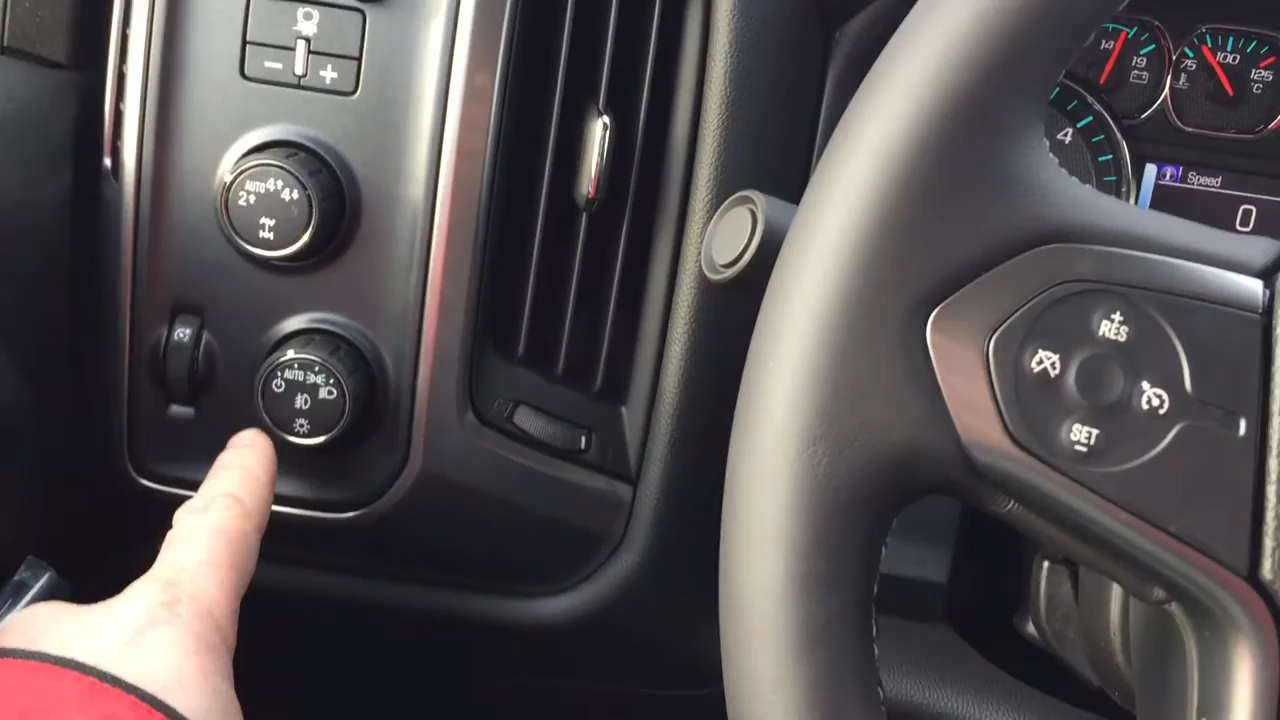 − +
AUTO 4↑
2↑ 4↓
AUTO
14
19
75 100 125
°C
4
Speed
0
+
RES
SET
−